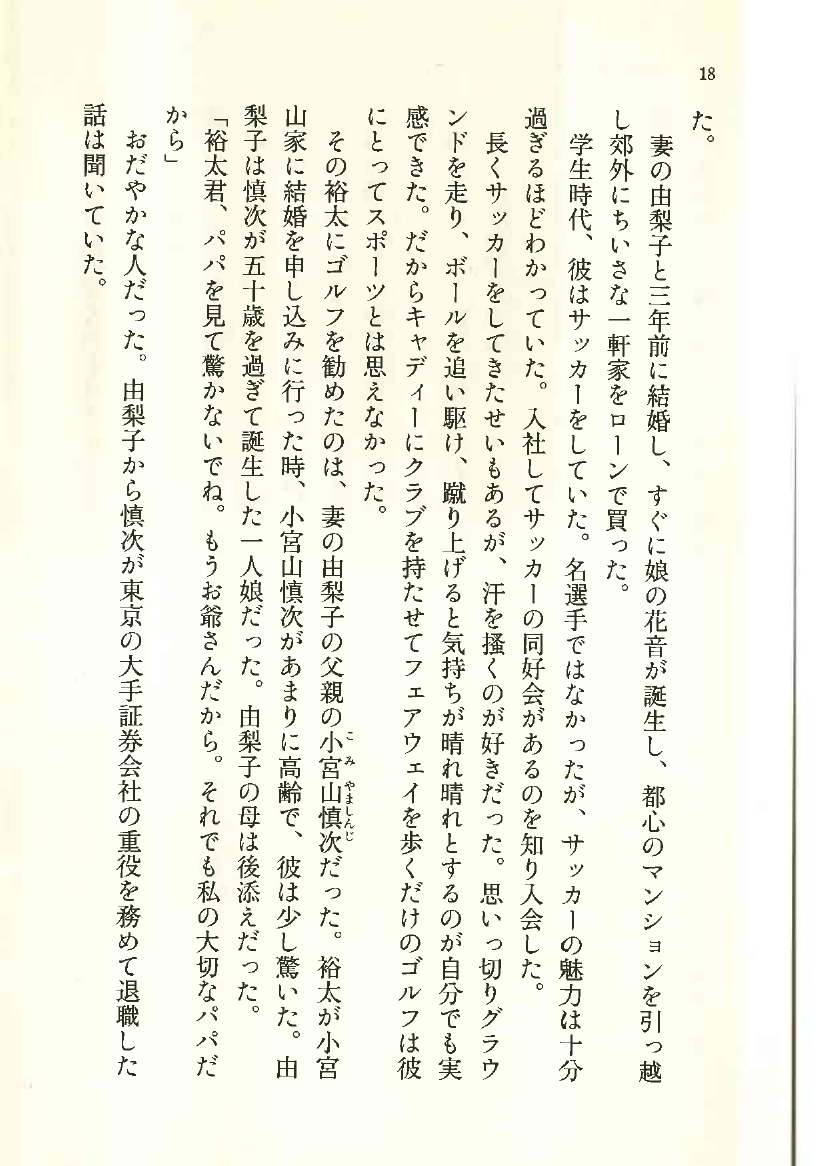 18
た。
妻の由梨子と三年前に結婚し、すぐに娘の花音が誕生し、都心のマンションを引っ越
し郊外にちいさな一軒家をローンで買った。
学生時代、彼はサッカーをしていた。名選手ではなかったが、サッカーの魅力は十分
過ぎるほどわかっていた。入社してサッカーの同好会があるのを知り入会した。
長くサッカーをしてきたせいもあるが、汗を掻くのが好きだった。思いっ切りグラウ
ンドを走り、ボールを追い駆け、蹴り上げると気持ちが晴れ晴れとするのが自分でも実
感できた。だからキャディーにクラブを持たせてフェアウェイを歩くだけのゴルフは彼
にとってスポーツとは思えなかった。
その裕太にゴルフを勧めたのは、妻の由梨子の父親の小宮山慎次だった。裕太が小宮
こみやましんじ
山家に結婚を申し込みに行った時、小宮山慎次があまりに高齢で、彼は少し驚いた。由
梨子は慎次が五十歳を過ぎて誕生した一人娘だった。由梨子の母は後添えだった。
「裕太君、パパを見て驚かないでね。もうお爺さんだから。それでも私の大切なパパだ
から」
おだやかな人だった。由梨子から慎次が東京の大手証券会社の重役を務めて退職した
話は聞いていた。